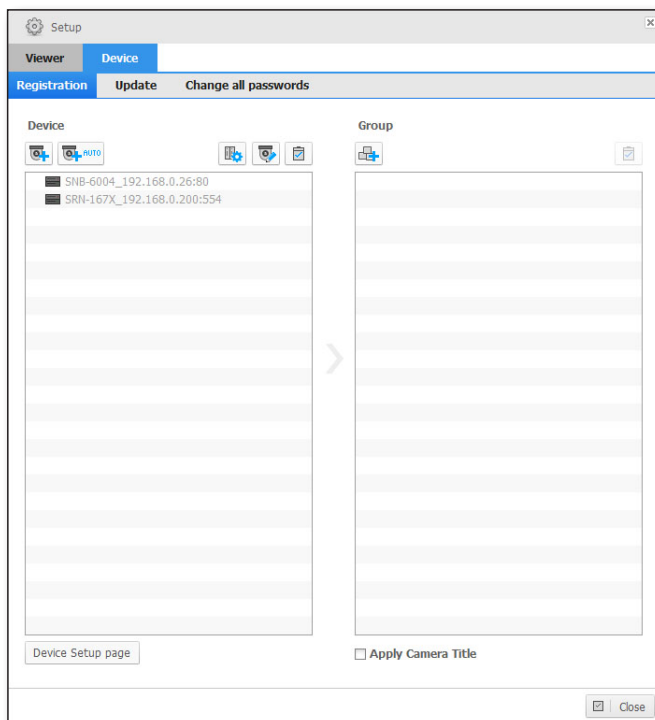 Setup
Viewer Device
Registration Update Change all passwords
Device Group
AUTO
SNB-6004_192.168.0.26:80
SRN-167X_192.168.0.200:554
Device Setup page Apply Camera Title
Close